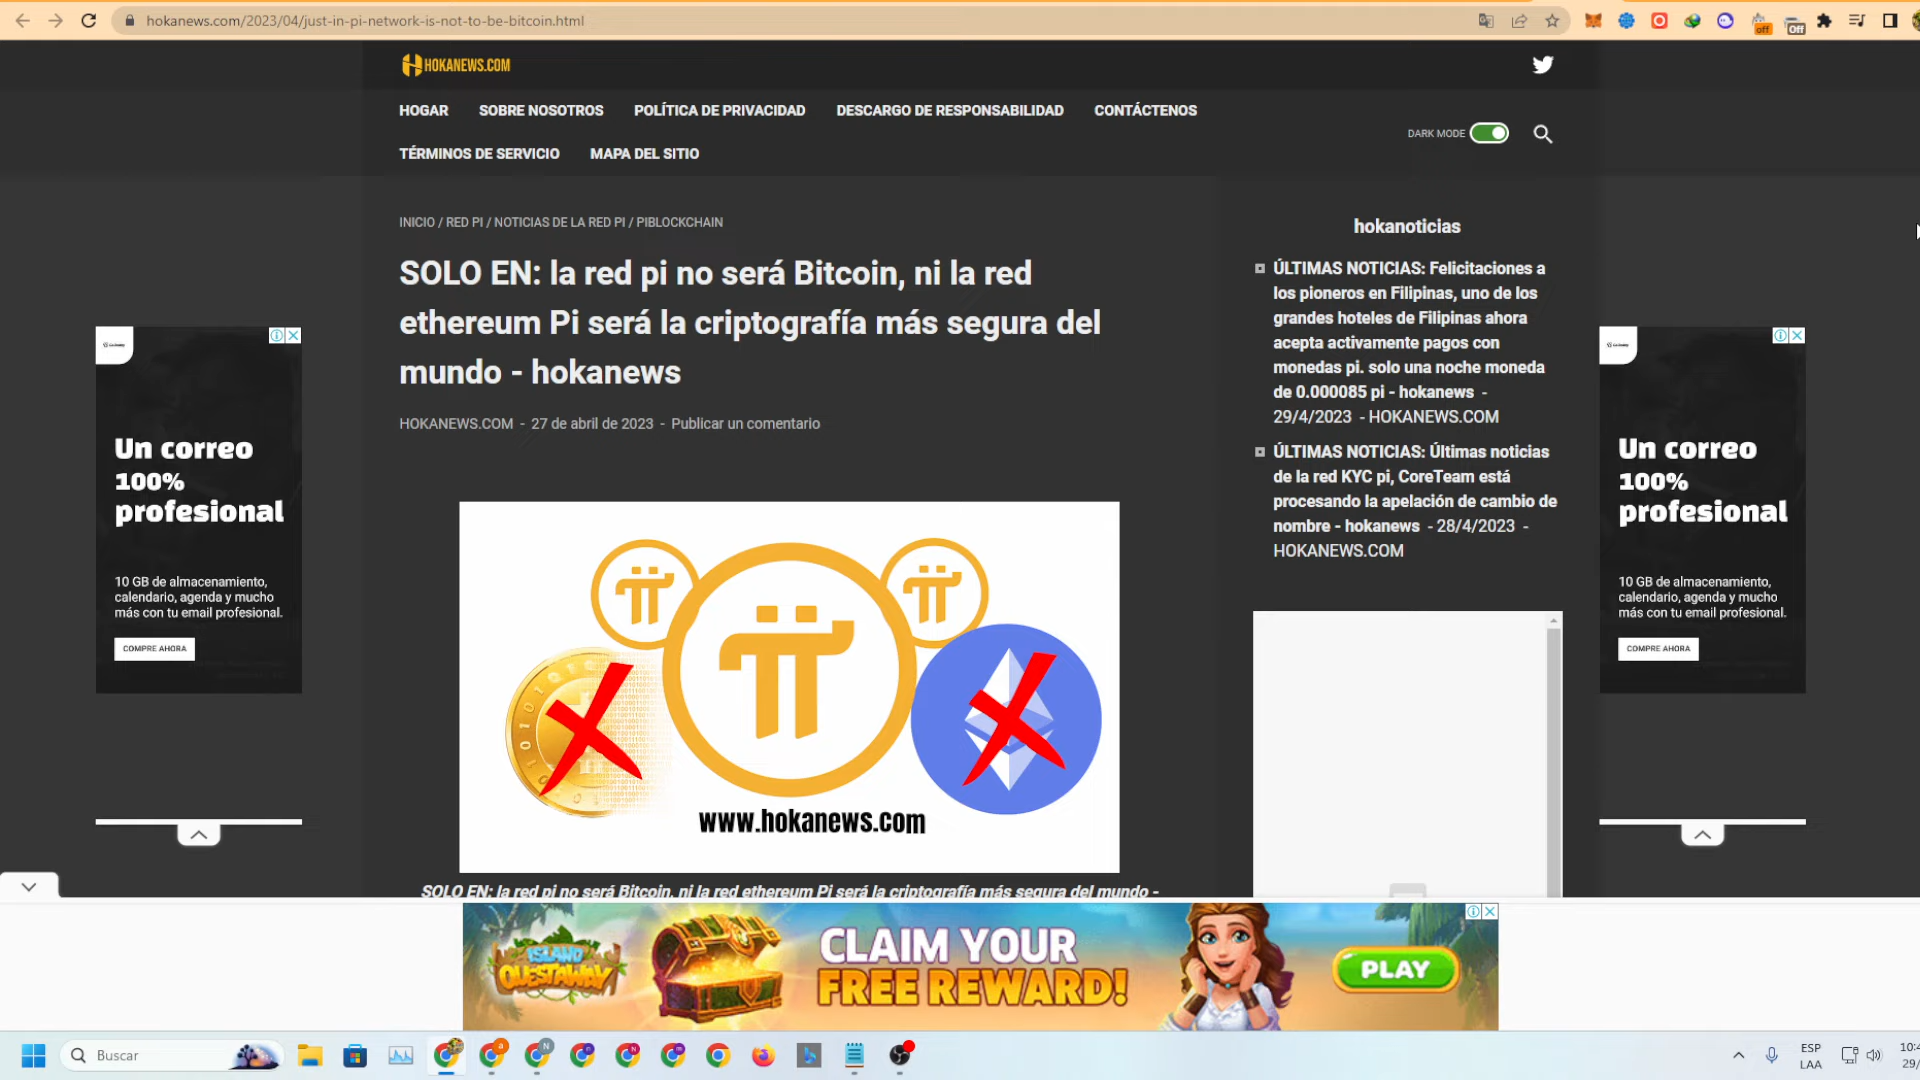 hokanews.com/2023/04/just-in-pi-network-is-not-to-be-bitcoin.html
off
Off
HOKANEWS.COM
HOGAR SOBRE NOSOTROS POLÍTICA DE PRIVACIDAD DESCARGO DE RESPONSABILIDAD CONTÁCTENOS
DARK MODE
TÉRMINOS DE SERVICIO MAPA DEL SITIO
INICIO / RED PI / NOTICIAS DE LA RED PI / PIBLOCKCHAIN
SOLO EN: la red pi no será Bitcoin, ni la red
ethereum Pi será la criptografía más segura del
mundo - hokanews
HOKANEWS.COM - 27 de abril de 2023 - Publicar un comentario
www.hokanews.com
SOLO EN: la red pi no será Bitcoin, ni la red ethereum Pi será la criptografía más segura del mundo -
hokanoticias
ÚLTIMAS NOTICIAS: Felicitaciones a
los pioneros en Filipinas, uno de los
grandes hoteles de Filipinas ahora
acepta activamente pagos con
monedas pi. solo una noche moneda
de 0.000085 pi - hokanews -
29/4/2023 - HOKANEWS.COM
ÚLTIMAS NOTICIAS: Últimas noticias
de la red KYC pi, CoreTeam está
procesando la apelación de cambio de
nombre - hokanews - 28/4/2023 -
HOKANEWS.COM
Un correo
100%
profesional
10 GB de almacenamiento,
calendario, agenda y mucho
más con tu email profesional.
COMPRE AHORA
Un correo
100%
profesional
10 GB de almacenamiento,
calendario, agenda y mucho
más con tu email profesional.
COMPRE AHORA
ISLAND
QUESTAWAY
CLAIM YOUR
FREE REWARD!
PLAY
Buscar
ESP
LAA
10:4
29/